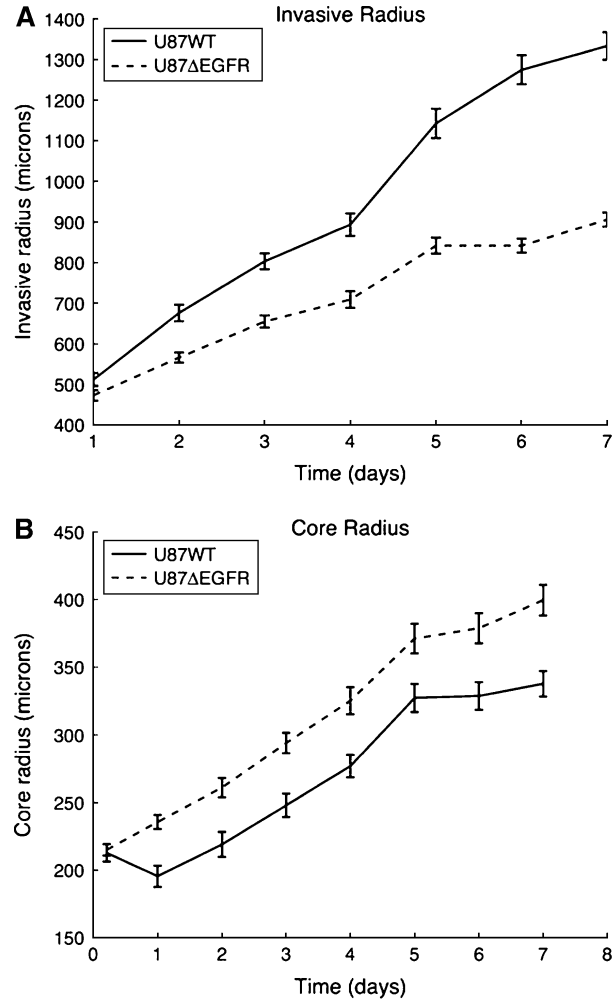 A
Invasive Radius
U87WT
U87ΔEGFR
Invasive radius (microns)
1400
1300
1200
1100
1000
900
800
700
600
500
400
1 2 3 4 5 6 7
Time (days)
B
Core Radius
U87WT
U87ΔEGFR
Core radius (microns)
450
400
350
300
250
200
150
0 1 2 3 4 5 6 7 8
Time (days)